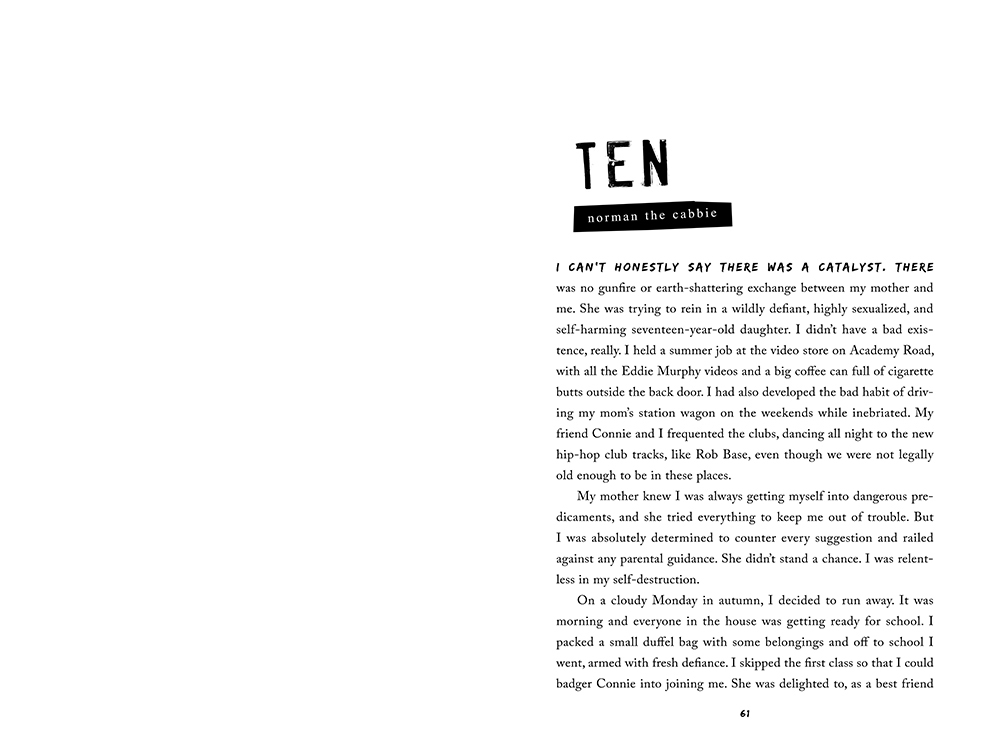 TEN
norman the cabbie
I CAN'T HONESTLY SAY THERE WAS A CATALYST. THERE
was no gunfire or earth-shattering exchange between my mother and
me. She was trying to rein in a wildly defiant, highly sexualized, and
self-harming seventeen-year-old daughter. I didn't have a bad exis-
tence, really. I held a summer job at the video store on Academy Road,
with all the Eddie Murphy videos and a big coffee can full of cigarette
butts outside the back door. I had also developed the bad habit of driv-
ing my mom's station wagon on the weekends while inebriated. My
friend Connie and I frequented the clubs, dancing all night to the new
hip-hop club tracks, like Rob Base, even though we were not legally
old enough to be in these places.
My mother knew I was always getting myself into dangerous pre-
dicaments, and she tried everything to keep me out of trouble. But
I was absolutely determined to counter every suggestion and railed
against any parental guidance. She didn't stand a chance. I was relent-
less in my self-destruction.
On a cloudy Monday in autumn, I decided to run away. It was
morning and everyone in the house was getting ready for school. I
packed a small duffel bag with some belongings and off to school I
went, armed with fresh defiance. I skipped the first class so that I could
badger Connie into joining me. She was delighted to, as a best friend
61